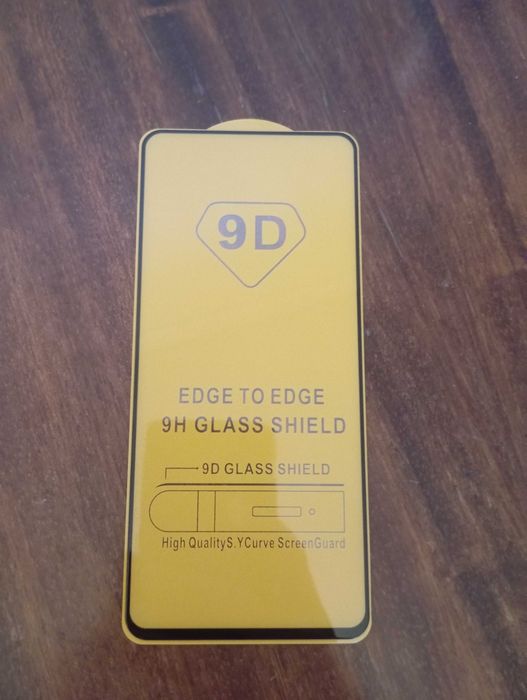 9D
EDGE TO EDGE
9H GLASS SHIELD
9D GLASS SHIELD
High QualityS.YCurve ScreenGuard